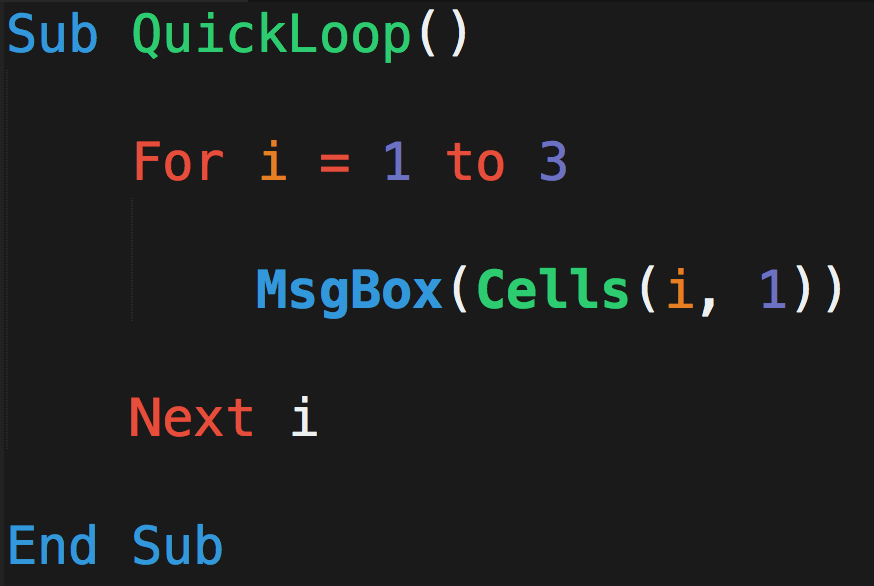 Sub QuickLoop()
For i = 1 to 3
MsgBox(Cells(i, 1))
Next i
End Sub